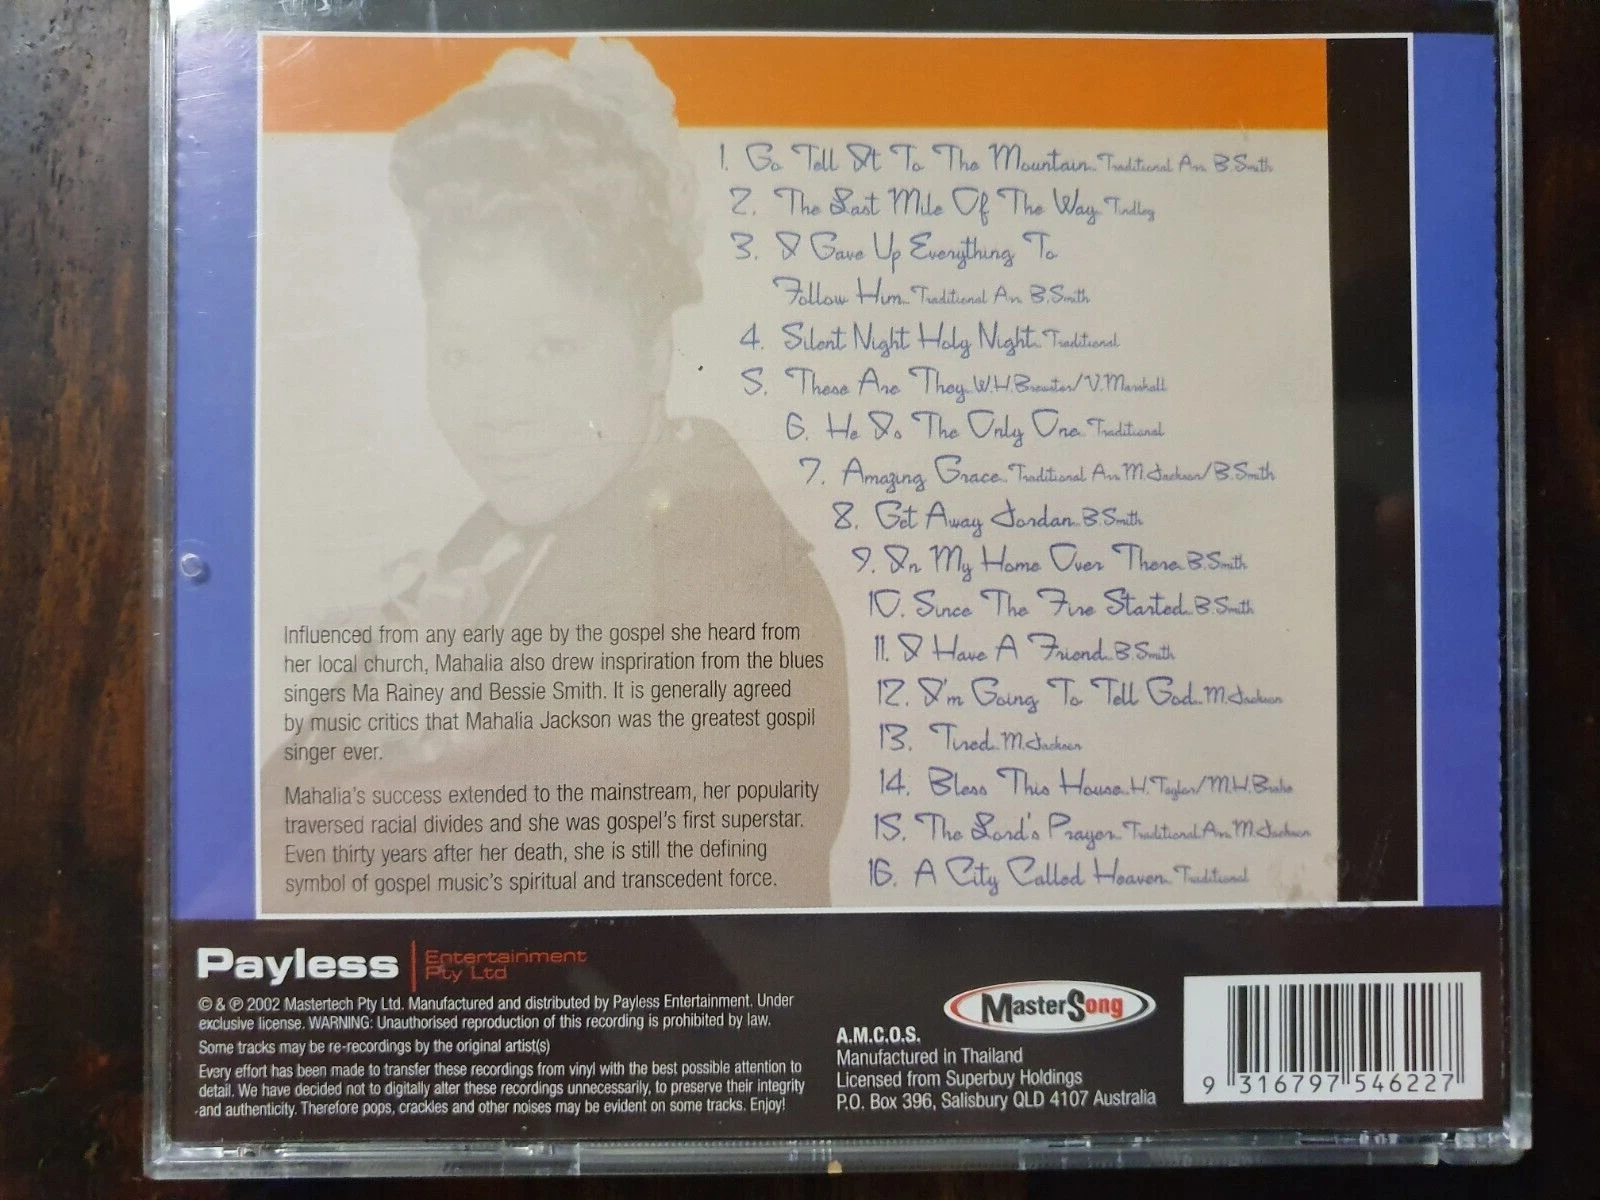 1. Go Tell It To The Mountain Traditional Arr. B.Smith
2. The Last Mile Of The Way Tindley
3. I Gave Up Everything To
Follow Him Traditional Arr. B.Smith
4. Silent Night Holy Night Traditional
5. These Are They W.H.Brewster/V.Marshall
6. He Is The Only One Traditional
7. Amazing Grace Traditional Arr. M.Jackson/B.Smith
8. Get Away Jordan B.Smith
9. In My Home Over There B.Smith
10. Since The Fire Started B.Smith
11. I Have A Friend B.Smith
12. I'm Going To Tell God M.Jackson
13. Tired M.Jackson
14. Bless This House H.Taylor/M.H.Brahe
15. The Lord's Prayer Traditional Arr. M.Jackson
16. A City Called Heaven Traditional
Influenced from any early age by the gospel she heard from
her local church, Mahalia also drew inspriration from the blues
singers Ma Rainey and Bessie Smith. It is generally agreed
by music critics that Mahalia Jackson was the greatest gospil
singer ever.
Mahalia's success extended to the mainstream, her popularity
traversed racial divides and she was gospel's first superstar.
Even thirty years after her death, she is still the defining
symbol of gospel music's spiritual and transcedent force.
Payless Entertainment
Pty Ltd
© & ℗ 2002 Mastertech Pty Ltd. Manufactured and distributed by Payless Entertainment. Under
exclusive license. WARNING: Unauthorised reproduction of this recording is prohibited by law.
Some tracks may be re-recordings by the original artist(s)
Every effort has been made to transfer these recordings from vinyl with the best possible attention to
detail. We have decided not to digitally alter these recordings unnecessarily, to preserve their integrity
and authenticity. Therefore pops, crackles and other noises may be evident on some tracks. Enjoy!
MasterSong
A.M.C.O.S.
Manufactured in Thailand
Licensed from Superbuy Holdings
P.O. Box 396, Salisbury QLD 4107 Australia
9 316797 546227